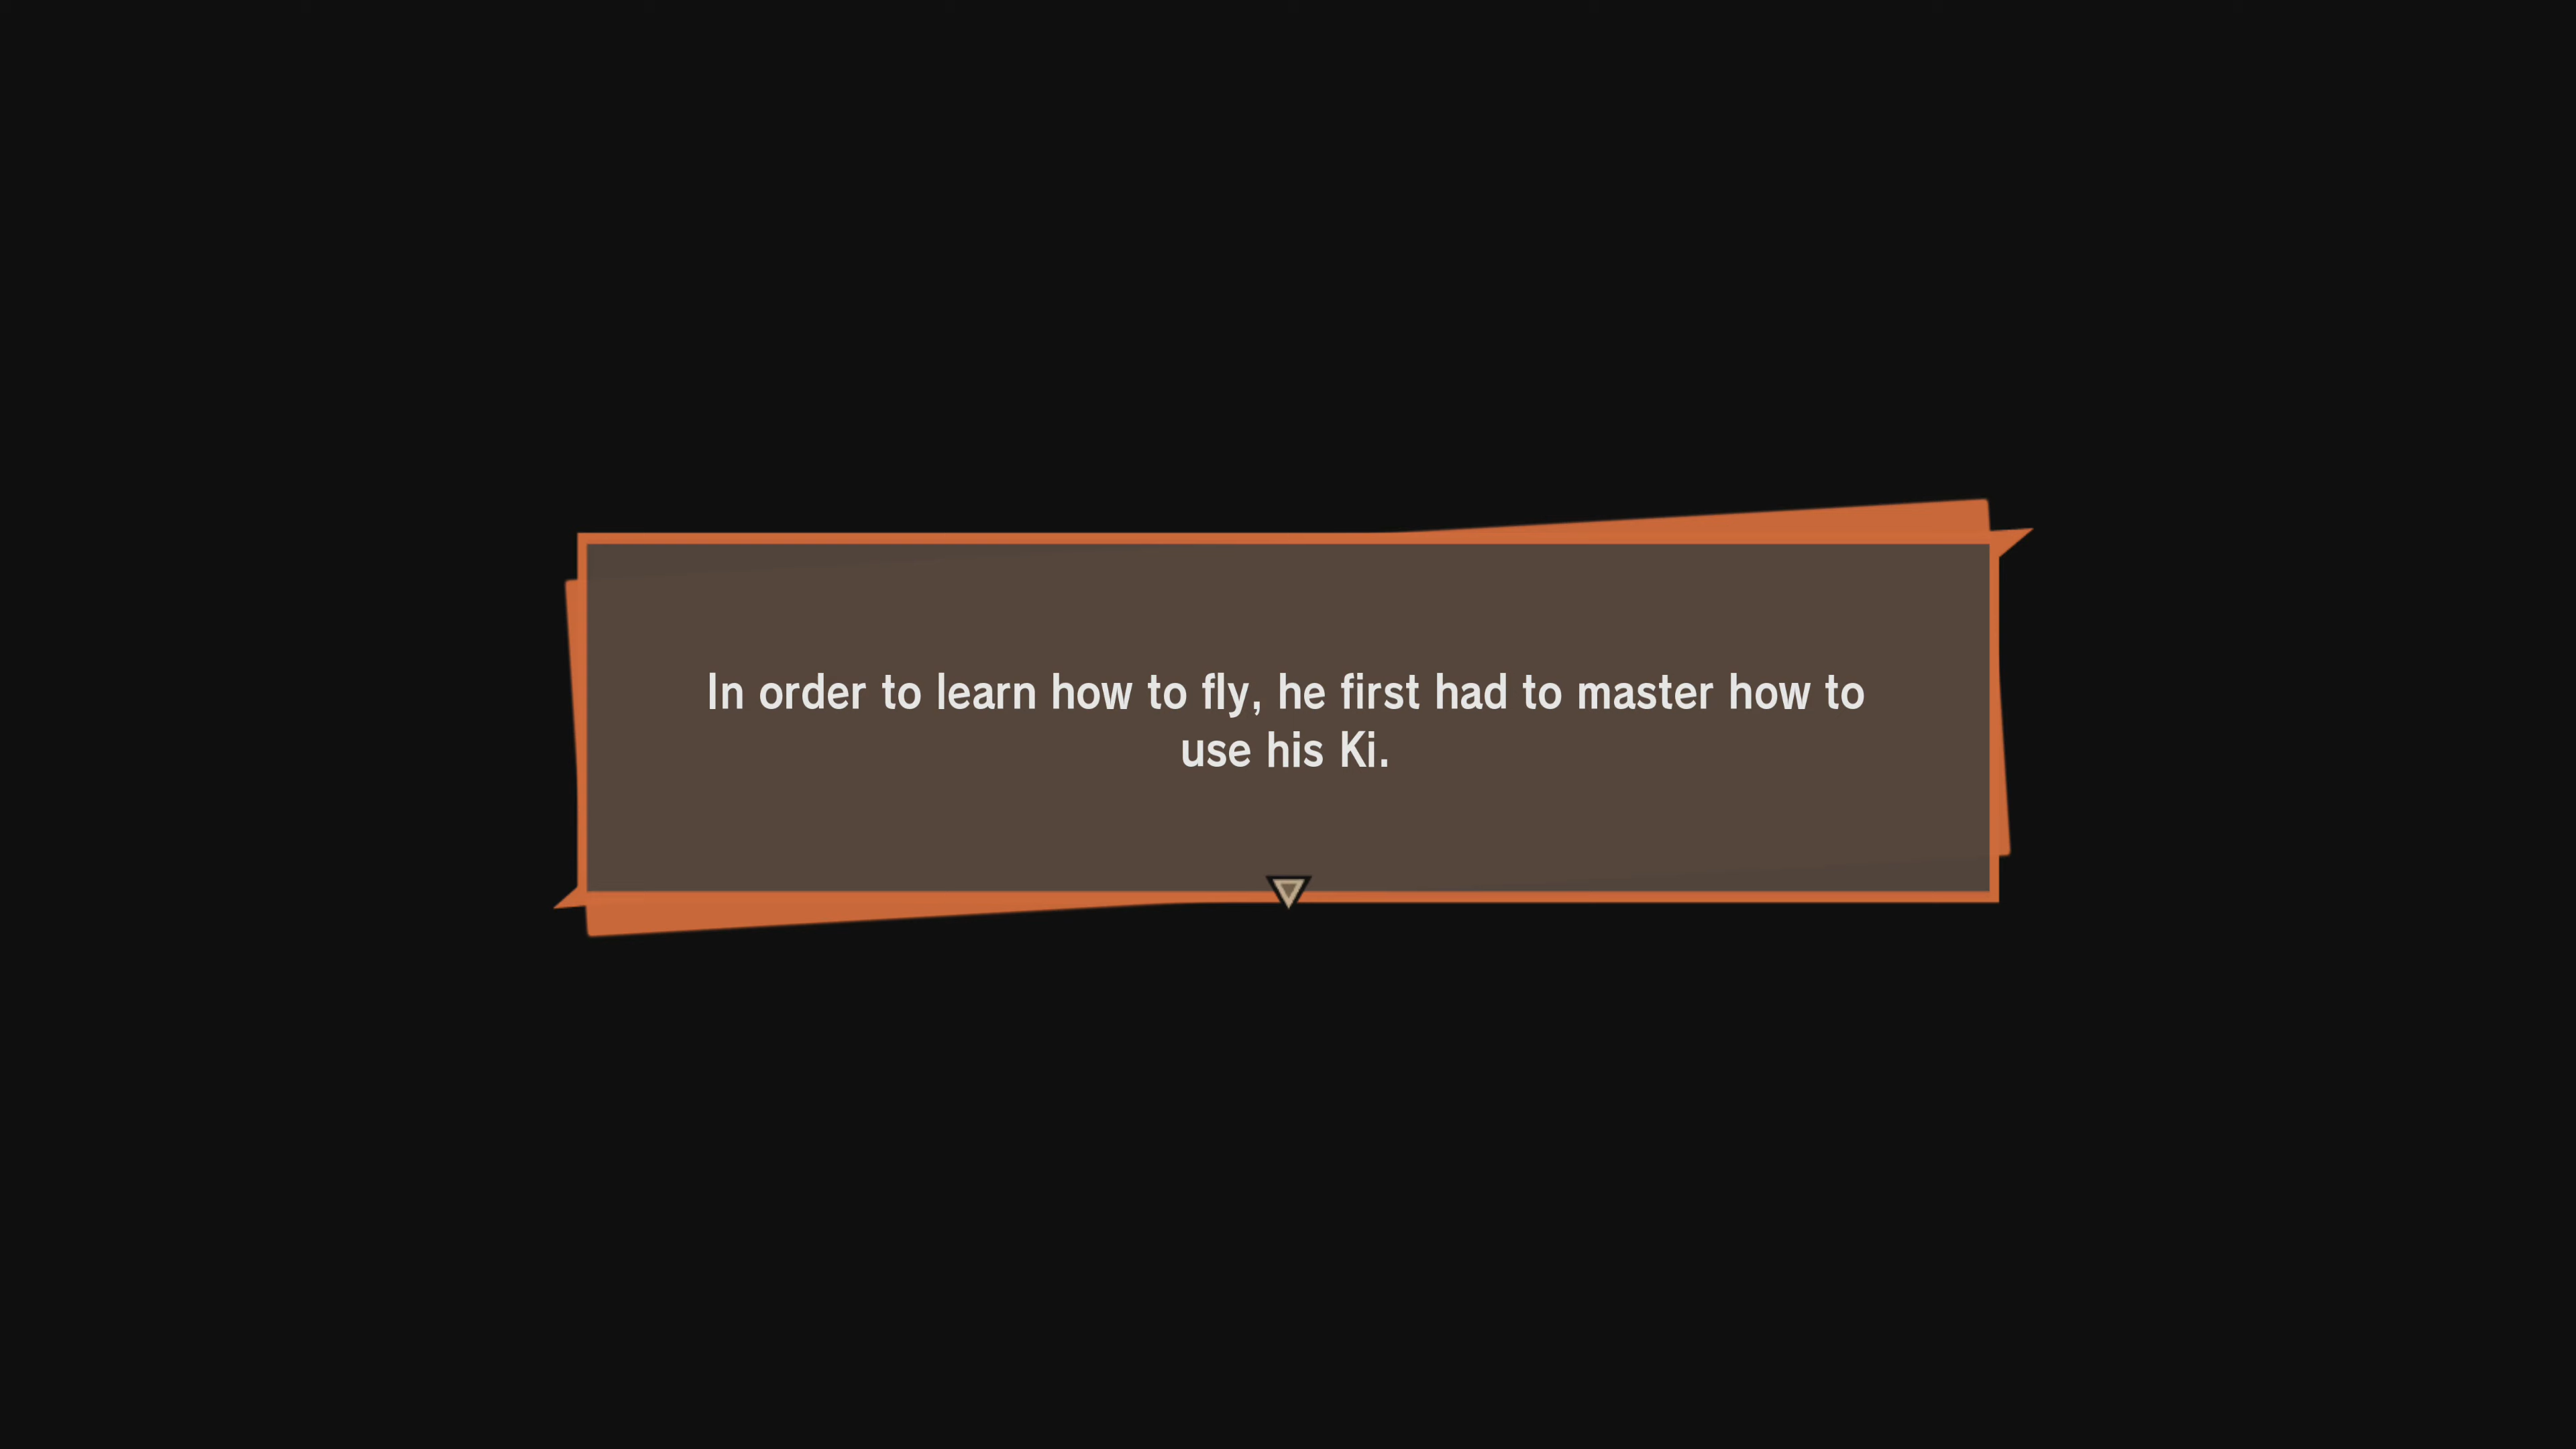 In order to learn how to fly, he first had to master how to
use his Ki.